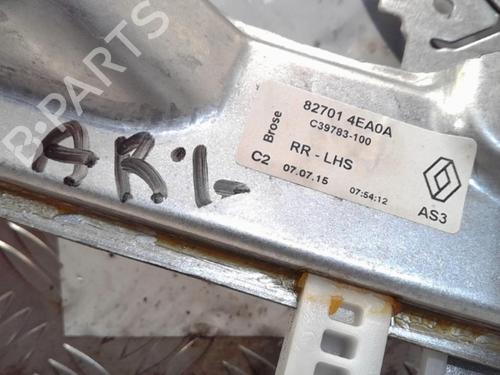 82701 4EA0A
C39783-100
Brose
RR - LHS
C2 07.07.15 07:54:12
AS3
AR·L
B-Parts